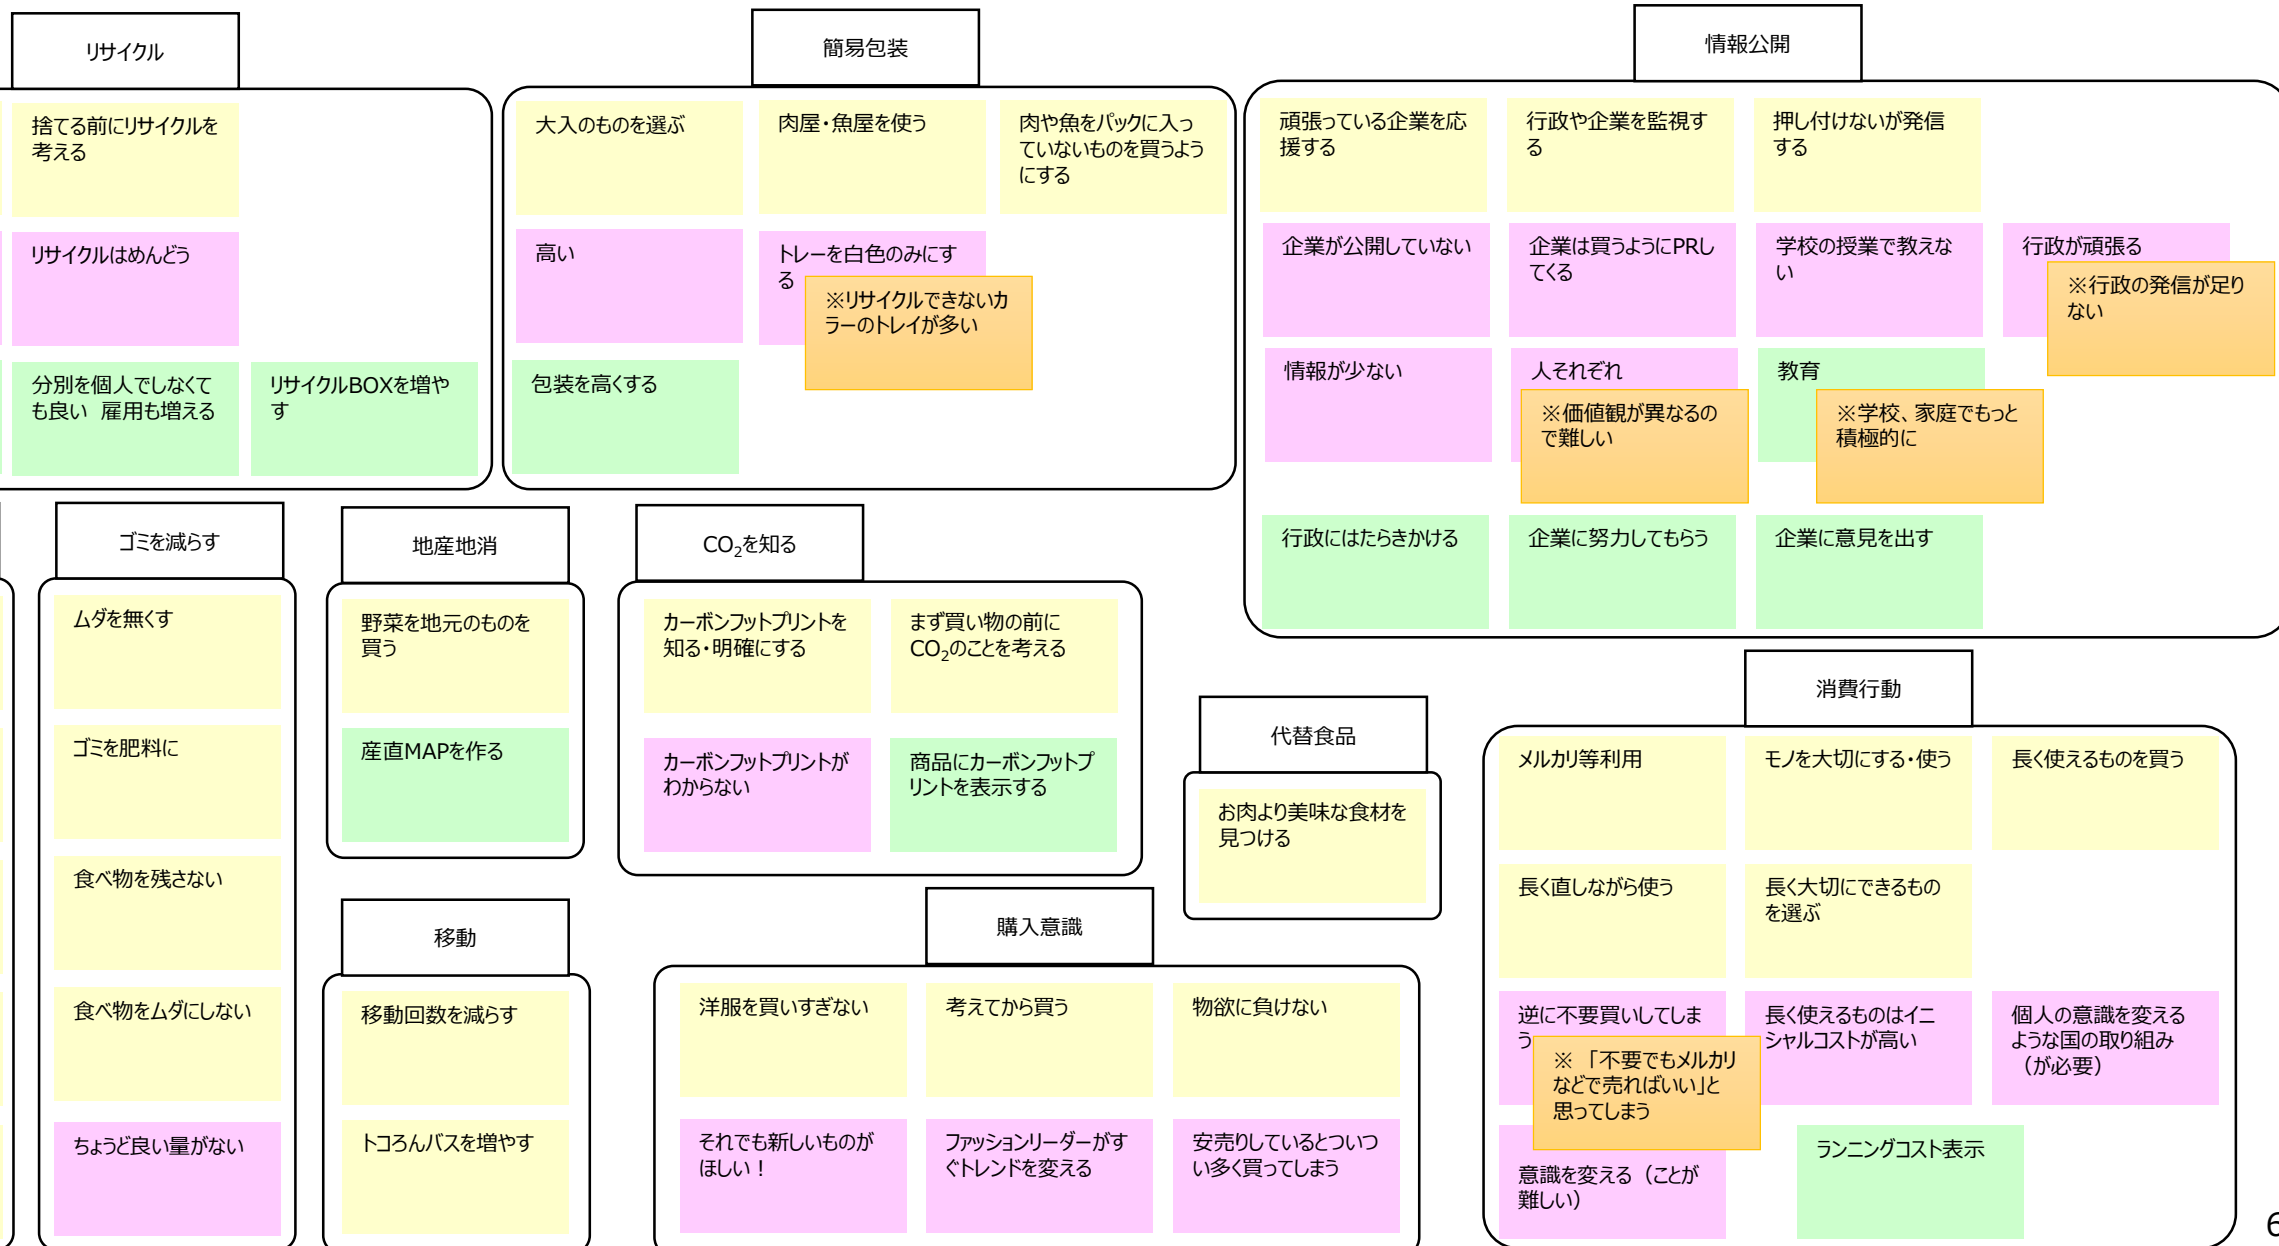 リサイクル
捨てる前にリサイクルを
考える
リサイクルはめんどう
分別を個人でしなくて
も良い 雇用も増える
リサイクルBOXを増や
す
簡易包装
大入のものを選ぶ
肉屋・魚屋を使う
肉や魚をパックに入っ
ていないものを買うよう
にする
高い
トレーを白色のみにす
る
※リサイクルできないカ
ラーのトレイが多い
包装を高くする
情報公開
頑張っている企業を応
援する
行政や企業を監視す
る
押し付けないが発信
する
企業が公開していない
企業は買うようにPRし
てくる
学校の授業で教えな
い
行政が頑張る
※行政の発信が足り
ない
情報が少ない
人それぞれ
※価値観が異なるの
で難しい
教育
※学校、家庭でもっと
積極的に
行政にはたらきかける
企業に努力してもらう
企業に意見を出す
ゴミを減らす
ムダを無くす
ゴミを肥料に
食べ物を残さない
食べ物をムダにしない
ちょうど良い量がない
地産地消
野菜を地元のものを
買う
産直MAPを作る
CO₂を知る
カーボンフットプリントを
知る・明確にする
まず買い物の前に
CO₂のことを考える
カーボンフットプリントが
わからない
商品にカーボンフットプ
リントを表示する
移動
移動回数を減らす
トコろんバスを増やす
購入意識
洋服を買いすぎない
考えてから買う
物欲に負けない
それでも新しいものが
ほしい！
ファッションリーダーがす
ぐトレンドを変える
安売りしているとついつ
い多く買ってしまう
代替食品
お肉より美味な食材を
見つける
消費行動
メルカリ等利用
モノを大切にする・使う
長く使えるものを買う
長く直しながら使う
長く大切にできるもの
を選ぶ
逆に不要買いしてしま
う
※ 「不要でもメルカリ
などで売ればいい」と
思ってしまう
長く使えるものはイニ
シャルコストが高い
個人の意識を変える
ような国の取り組み
（が必要）
意識を変える（ことが
難しい）
ランニングコスト表示
6